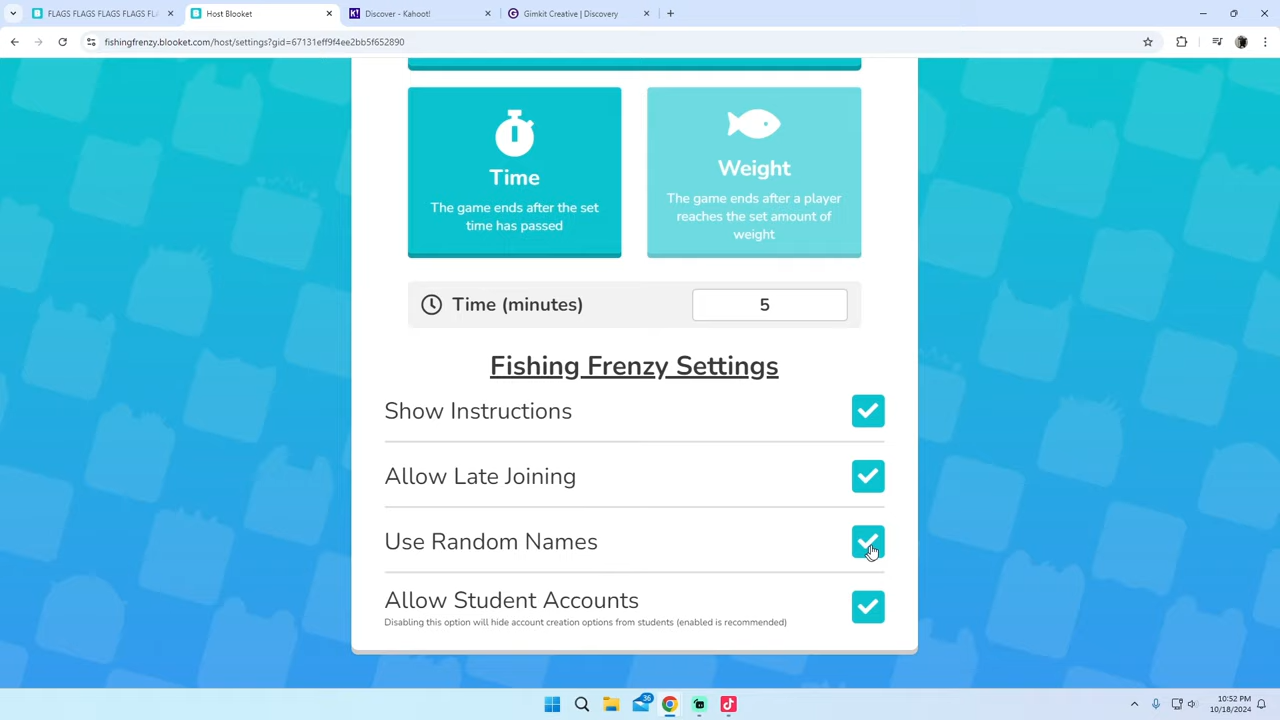 FLAGS FLAGS FLAGS FLAGS FLAGS
Host Blooket
Discover - Kahoot!
Gimkit Creative | Discovery
fishingfrenzy.blooket.com/host/settings?gid=67131eff9f4ee2bb5f652890
Time
The game ends after the set
time has passed
Weight
The game ends after a player
reaches the set amount of
weight
Time (minutes)
5
Fishing Frenzy Settings
Show Instructions
Allow Late Joining
Use Random Names
Allow Student Accounts
Disabling this option will hide account creation options from students (enabled is recommended)
36
10:52 PM
10/18/2024